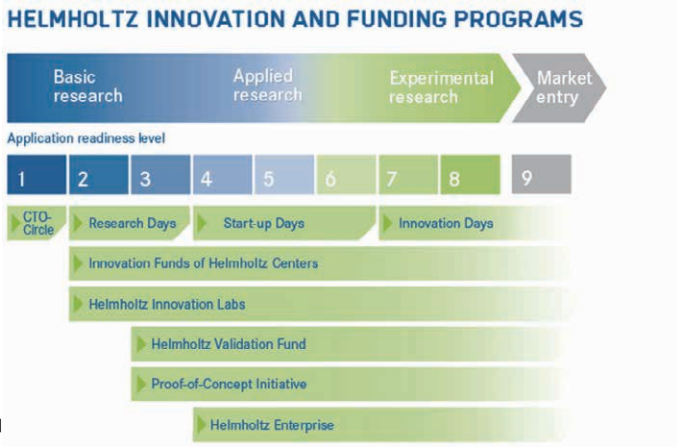 HELMHOLTZ INNOVATION AND FUNDING PROGRAMS
Basic
research
Applied
research
Experimental
research
Market
entry
Application readiness level
1 2 3 4 5 6 7 8 9
CTO-
Circle
Research Days
Start-up Days
Innovation Days
Innovation Funds of Helmholtz Centers
Helmholtz Innovation Labs
Helmholtz Validation Fund
Proof-of-Concept Initiative
Helmholtz Enterprise